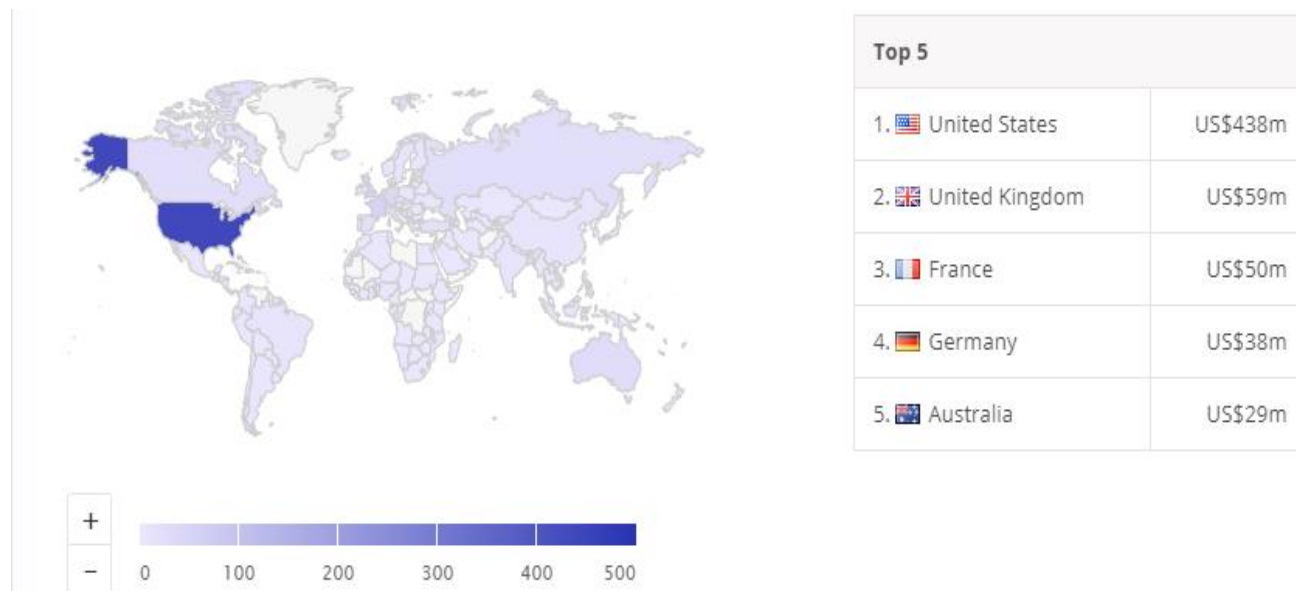 Top 5
1. United States US$438m
2. United Kingdom US$59m
3. France US$50m
4. Germany US$38m
5. Australia US$29m
+
−
0 100 200 300 400 500